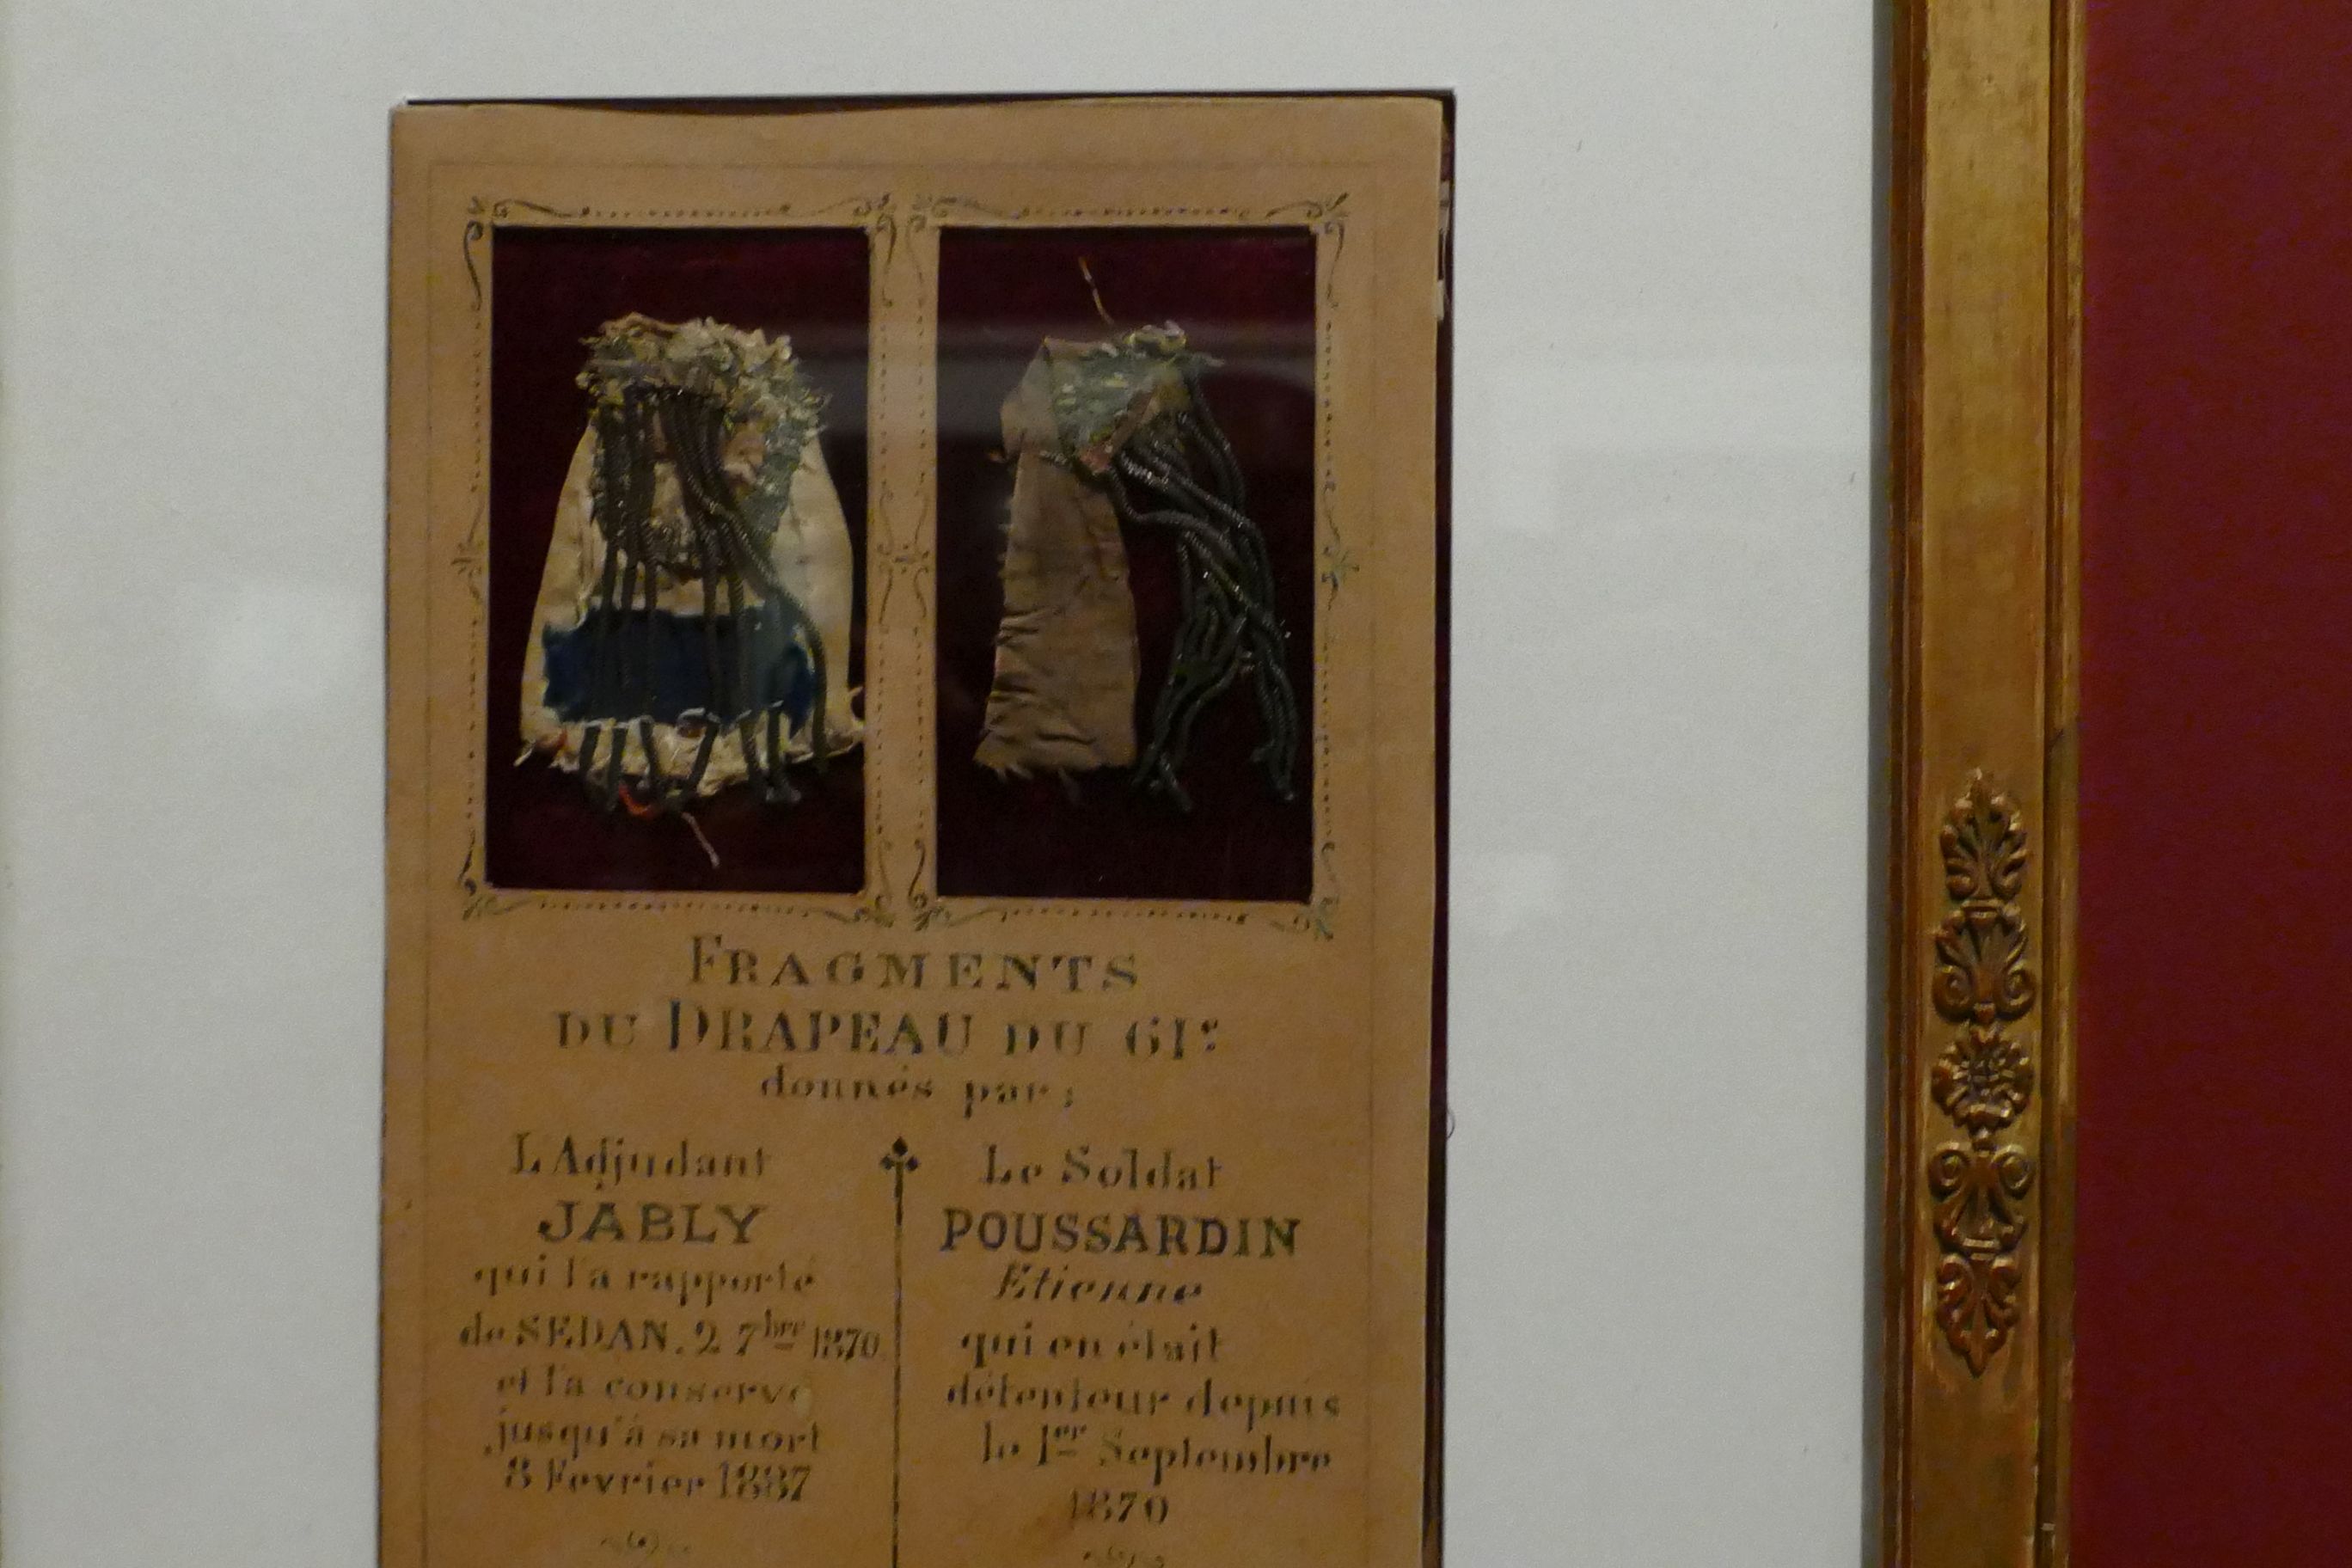 FRAGMENTS
DU DRAPEAU DU 61e
donnés par:
L'Adjudant
JABLY
qui l'a rapporté
de SEDAN. 2 7bre 1870
et l'a conservé
jusqu'à sa mort
8 Février 1887
Le Soldat
POUSSARDIN
Etienne
qui en était
détenteur depuis
le 1er Septembre
1870